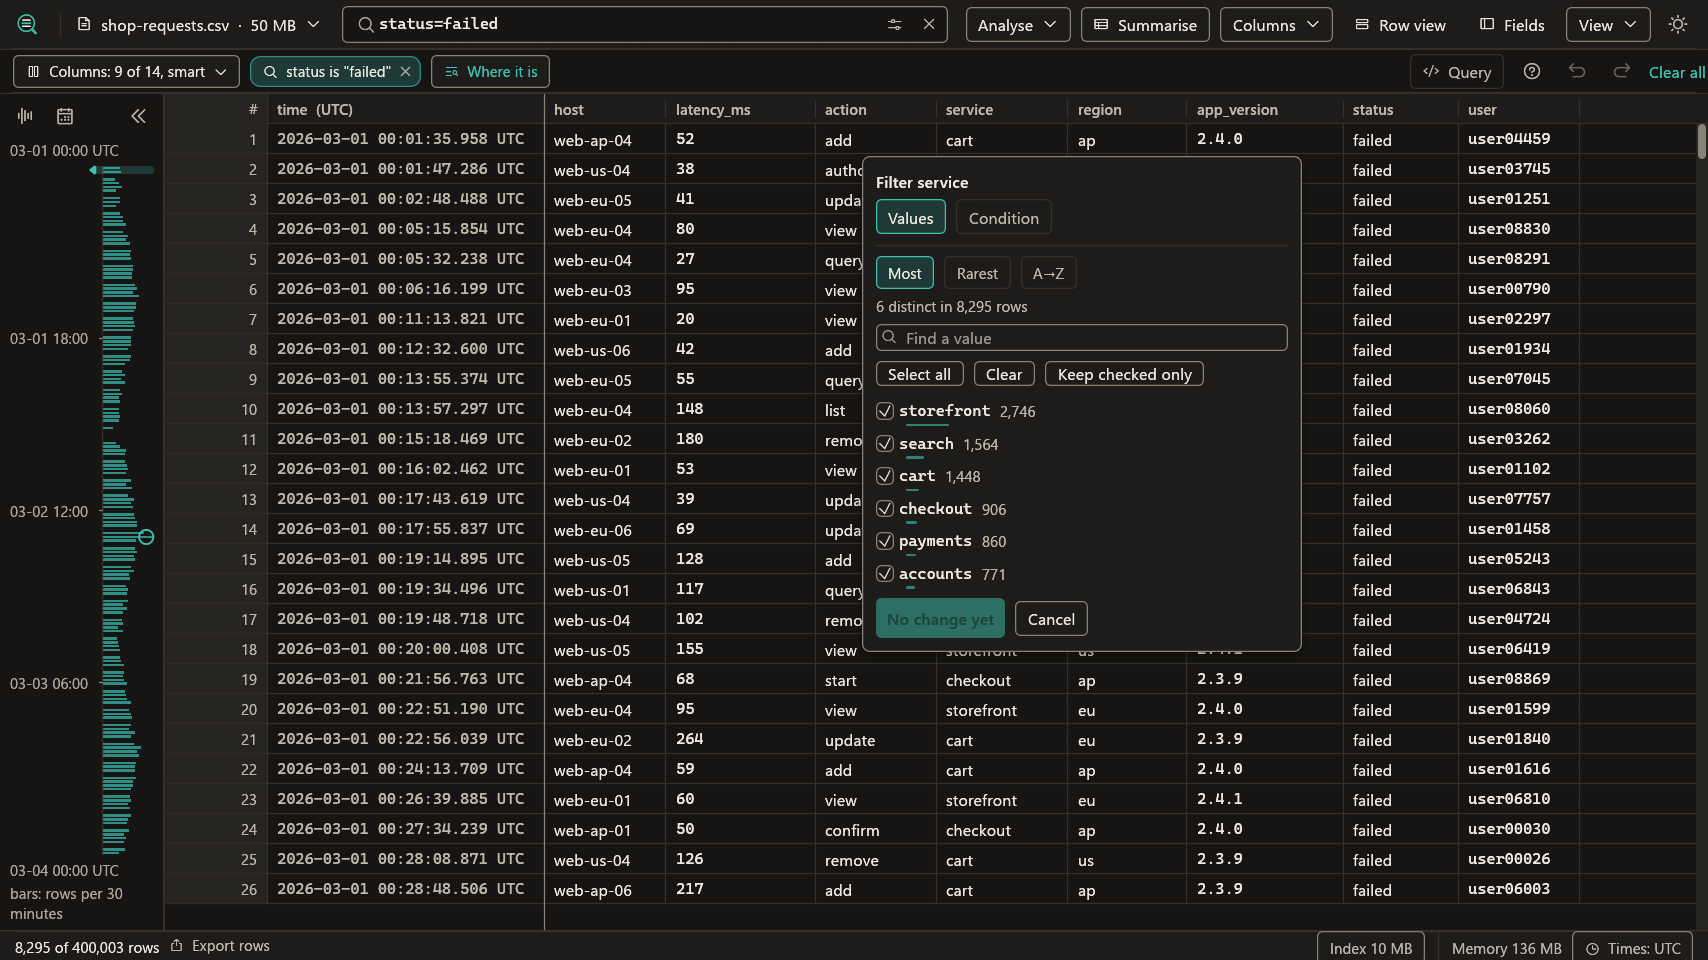 shop-requests.csv · 50 MB
status=failed
Analyse
Summarise
Columns
Row view
Fields
View
Columns: 9 of 14, smart
status is "failed"
Where it is
Query
Clear all
03-01 00:00 UTC
03-01 18:00
03-02 12:00
03-03 06:00
03-04 00:00 UTC
bars: rows per 30
minutes
# time (UTC) host latency_ms action service region app_version status user
1 2026-03-01 00:01:35.958 UTC web-ap-04 52 add cart ap 2.4.0 failed user04459
2 2026-03-01 00:01:47.286 UTC web-us-04 38 failed user03745
3 2026-03-01 00:02:48.488 UTC web-eu-05 41 failed user01251
4 2026-03-01 00:05:15.854 UTC web-eu-04 80 view failed user08830
5 2026-03-01 00:05:32.238 UTC web-eu-04 27 query failed user08291
6 2026-03-01 00:06:16.199 UTC web-eu-03 95 view failed user00790
7 2026-03-01 00:11:13.821 UTC web-eu-01 20 view failed user02297
8 2026-03-01 00:12:32.600 UTC web-us-06 42 add failed user01934
9 2026-03-01 00:13:55.374 UTC web-eu-05 55 query failed user07045
10 2026-03-01 00:13:57.297 UTC web-eu-04 148 list failed user08060
11 2026-03-01 00:15:18.469 UTC web-eu-02 180 failed user03262
12 2026-03-01 00:16:02.462 UTC web-eu-01 53 view failed user01102
13 2026-03-01 00:17:43.619 UTC web-us-04 39 failed user07757
14 2026-03-01 00:17:55.837 UTC web-eu-06 69 failed user01458
15 2026-03-01 00:19:14.895 UTC web-us-05 128 add failed user05243
16 2026-03-01 00:19:34.496 UTC web-us-01 117 query failed user06843
17 2026-03-01 00:19:48.718 UTC web-us-04 102 failed user04724
18 2026-03-01 00:20:00.408 UTC web-us-05 155 view storefront us failed user06419
19 2026-03-01 00:21:56.763 UTC web-ap-04 68 start checkout ap 2.3.9 failed user08869
20 2026-03-01 00:22:51.190 UTC web-eu-04 95 view storefront eu 2.4.0 failed user01599
21 2026-03-01 00:22:56.039 UTC web-eu-02 264 update cart eu 2.3.9 failed user01840
22 2026-03-01 00:24:13.709 UTC web-ap-04 59 add cart ap 2.4.0 failed user01616
23 2026-03-01 00:26:39.885 UTC web-eu-01 60 view storefront eu 2.4.1 failed user06810
24 2026-03-01 00:27:34.239 UTC web-ap-01 50 confirm checkout ap 2.4.0 failed user00030
25 2026-03-01 00:28:08.871 UTC web-us-04 126 remove cart us 2.3.9 failed user00026
26 2026-03-01 00:28:48.506 UTC web-ap-06 217 add cart ap 2.3.9 failed user06003
Filter service
Values
Condition
Most
Rarest
A→Z
6 distinct in 8,295 rows
Find a value
Select all
Clear
Keep checked only
storefront 2,746
search 1,564
cart 1,448
checkout 906
payments 860
accounts 771
No change yet
Cancel
8,295 of 400,003 rows
Export rows
Index 10 MB
Memory 136 MB
Times: UTC